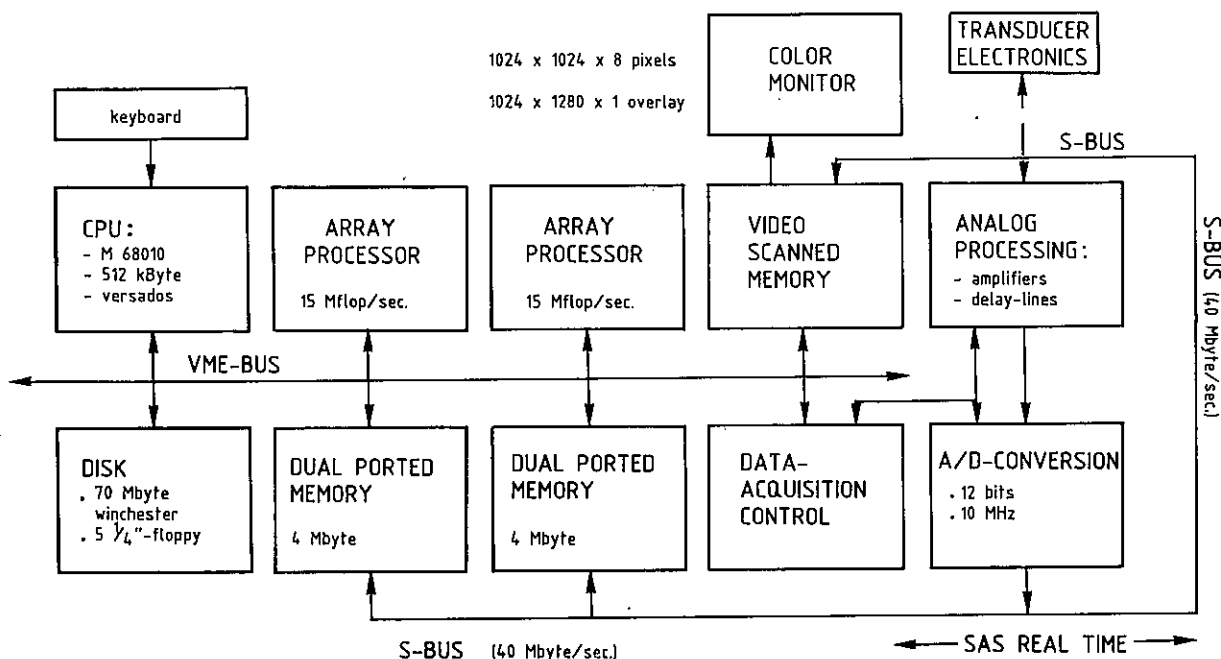 1024 x 1024 x 8 pixels
1024 x 1280 x 1 overlay
COLOR
MONITOR
TRANSDUCER
ELECTRONICS
keyboard
S-BUS
CPU:
- M 68010
- 512 kByte
- versados
ARRAY
PROCESSOR
15 Mflop/sec.
ARRAY
PROCESSOR
15 Mflop/sec.
VIDEO
SCANNED
MEMORY
ANALOG
PROCESSING:
- amplifiers
- delay-lines
S-BUS (40 Mbyte/sec.)
VME-BUS
DISK
. 70 Mbyte
winchester
. 5 1/4"-floppy
DUAL PORTED
MEMORY
4 Mbyte
DUAL PORTED
MEMORY
4 Mbyte
DATA-
ACQUISITION
CONTROL
A/D-CONVERSION
. 12 bits
. 10 MHz
S-BUS (40 Mbyte/sec.)
SAS REAL TIME